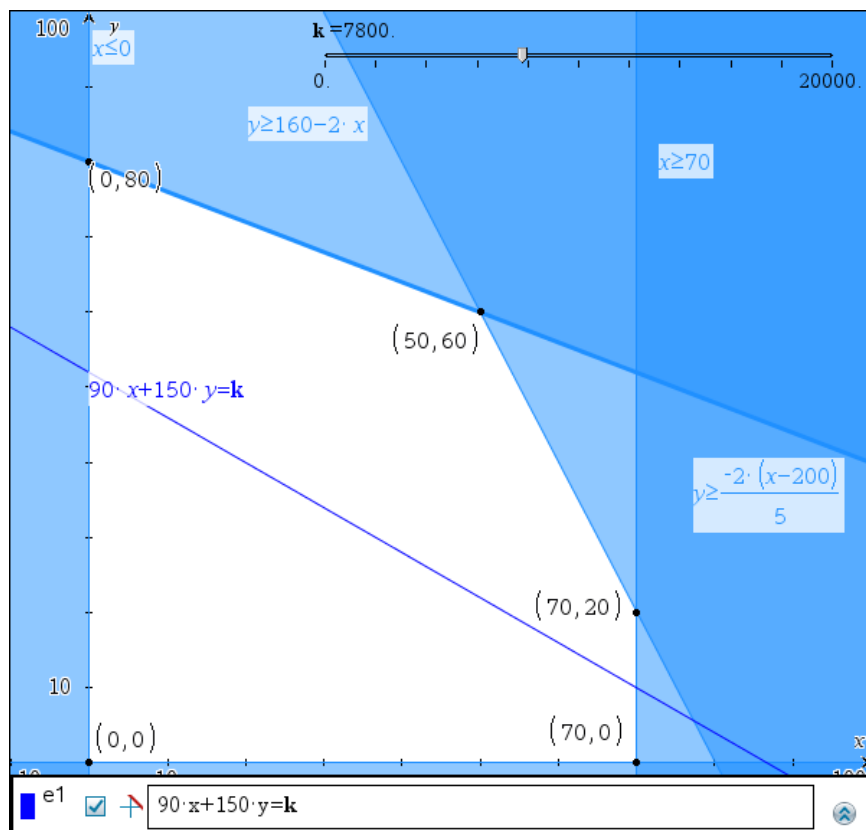 100
y
k =7800.
x≤0
0.
20000.
y≥160−2· x
x≥70
(0,80)
(50,60)
90· x+150· y=k
y≥ -2· (x−200)
5
(70,20)
10
(0,0)
(70,0)
x
10
e1
90·x+150·y=k